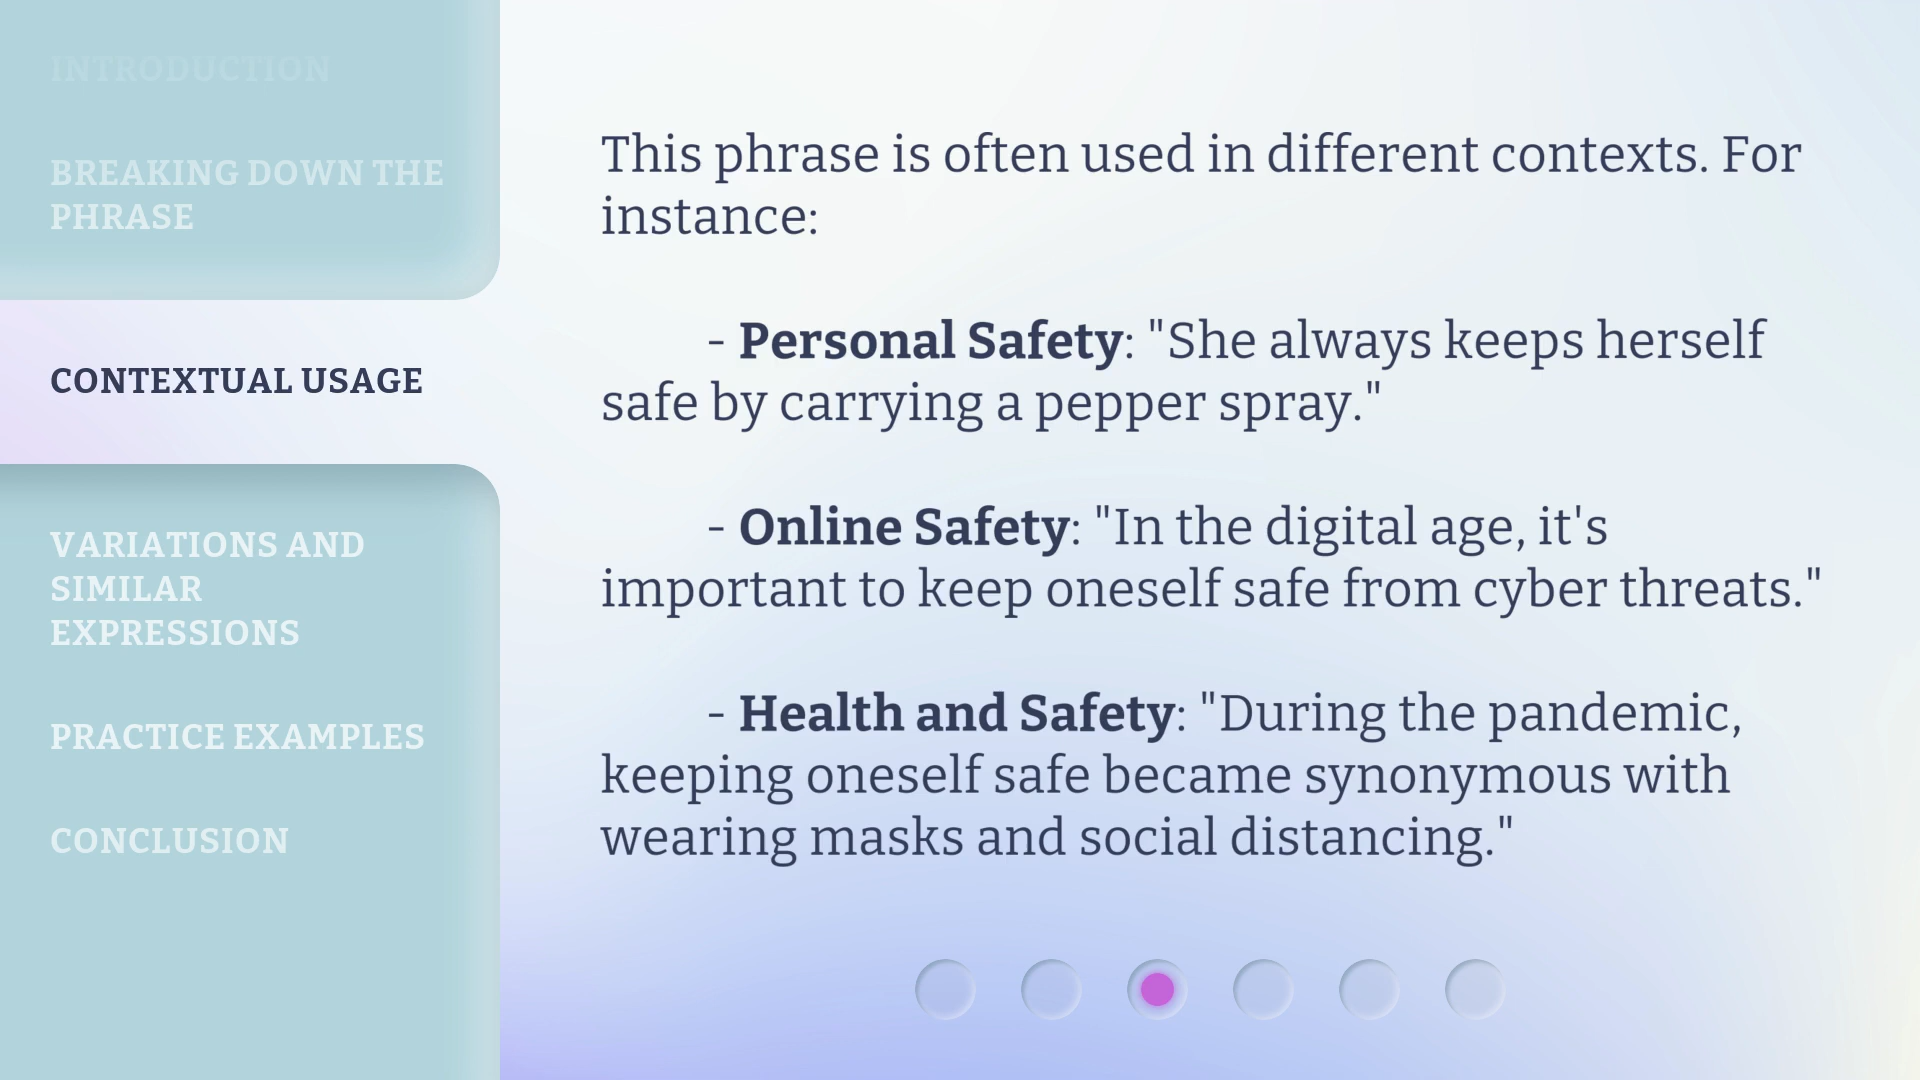 INTRODUCTION
BREAKING DOWN THE
PHRASE
CONTEXTUAL USAGE
VARIATIONS AND
SIMILAR
EXPRESSIONS
PRACTICE EXAMPLES
CONCLUSION
This phrase is often used in different contexts. For
instance:
- Personal Safety: "She always keeps herself
safe by carrying a pepper spray."
- Online Safety: "In the digital age, it's
important to keep oneself safe from cyber threats."
- Health and Safety: "During the pandemic,
keeping oneself safe became synonymous with
wearing masks and social distancing."